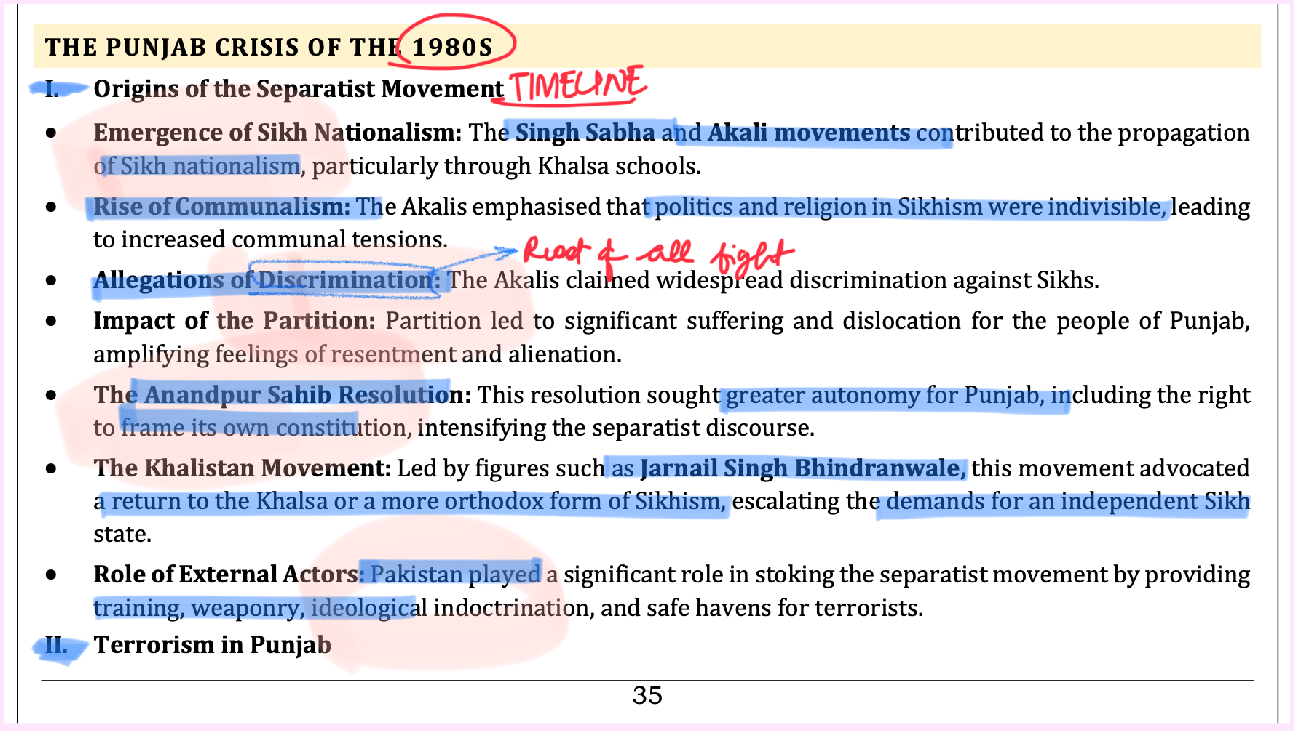 THE PUNJAB CRISIS OF THE 1980S
I. Origins of the Separatist Movement TIMELINE
• Emergence of Sikh Nationalism: The Singh Sabha and Akali movements contributed to the propagation
of Sikh nationalism, particularly through Khalsa schools.
• Rise of Communalism: The Akalis emphasised that politics and religion in Sikhism were indivisible, leading
to increased communal tensions.
Root of all fight
• Allegations of Discrimination: The Akalis claimed widespread discrimination against Sikhs.
• Impact of the Partition: Partition led to significant suffering and dislocation for the people of Punjab,
amplifying feelings of resentment and alienation.
• The Anandpur Sahib Resolution: This resolution sought greater autonomy for Punjab, including the right
to frame its own constitution, intensifying the separatist discourse.
• The Khalistan Movement: Led by figures such as Jarnail Singh Bhindranwale, this movement advocated
a return to the Khalsa or a more orthodox form of Sikhism, escalating the demands for an independent Sikh
state.
• Role of External Actors: Pakistan played a significant role in stoking the separatist movement by providing
training, weaponry, ideological indoctrination, and safe havens for terrorists.
II. Terrorism in Punjab
35